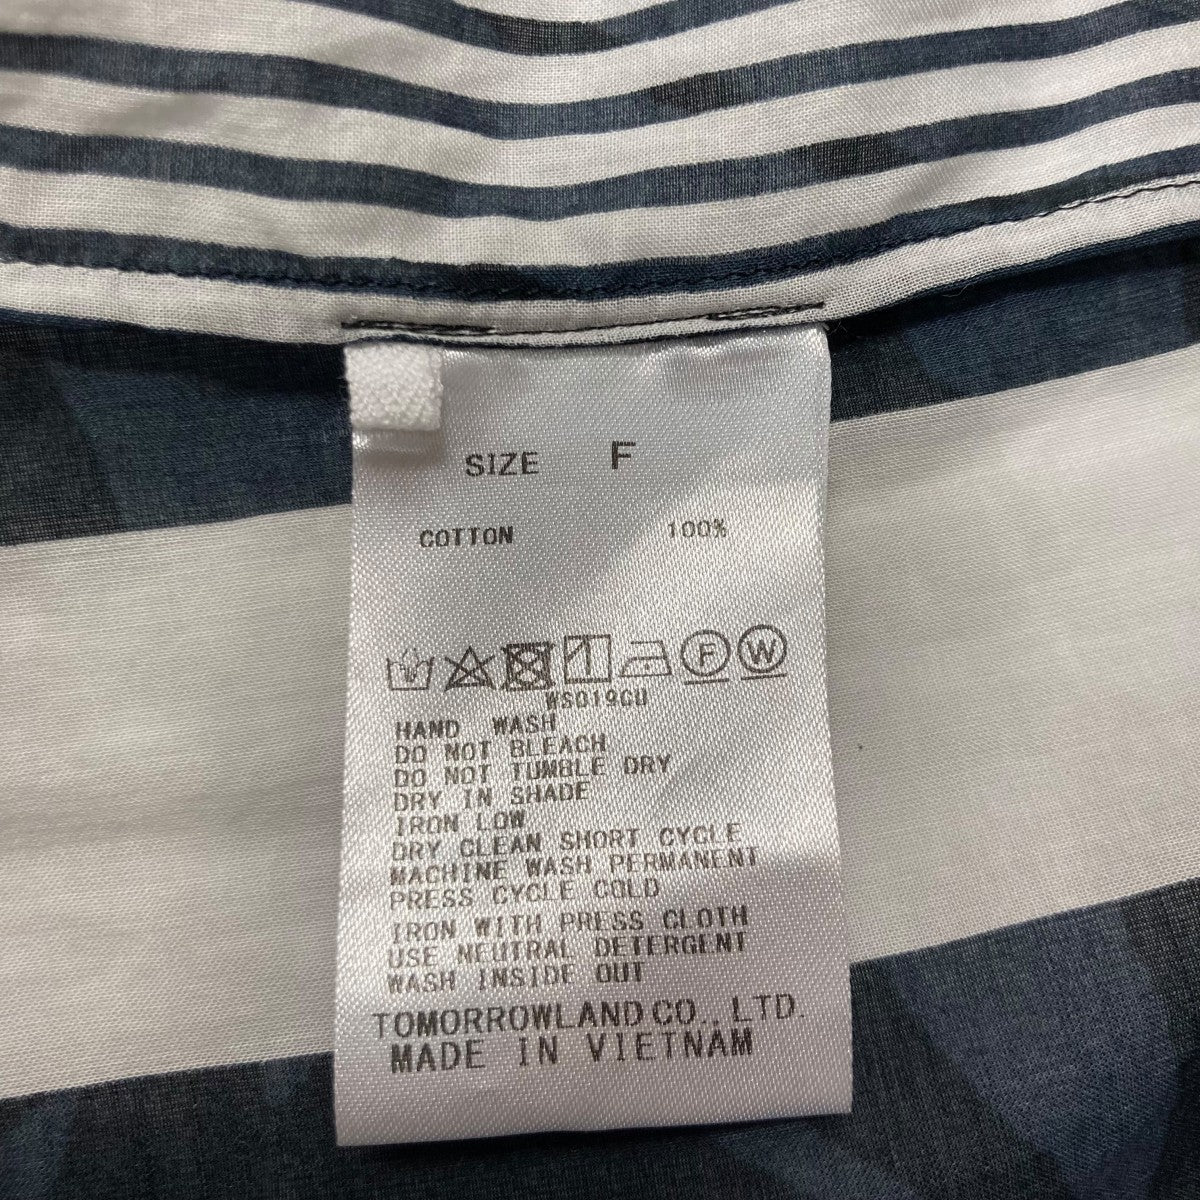 SIZE F
COTTON 100%
F W
WS019CU
HAND WASH
DO NOT BLEACH
DO NOT TUMBLE DRY
DRY IN SHADE
IRON LOW
DRY CLEAN SHORT CYCLE
MACHINE WASH PERMANENT
PRESS CYCLE COLD
IRON WITH PRESS CLOTH
USE NEUTRAL DETERGENT
WASH INSIDE OUT
TOMORROWLAND CO., LTD.
MADE IN VIETNAM